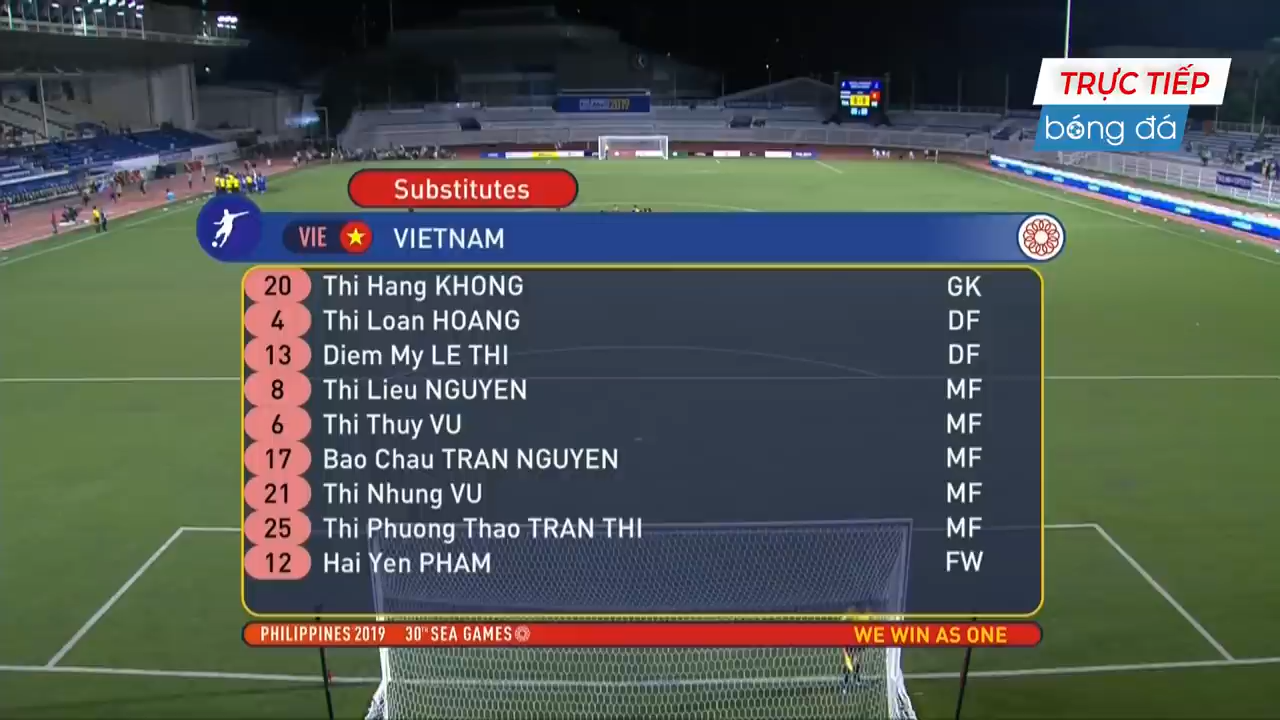 TRỰC TIẾP
bóng đá
Substitutes
VIE VIETNAM
20 Thi Hang KHONG GK
4 Thi Loan HOANG DF
13 Diem My LE THI DF
8 Thi Lieu NGUYEN MF
6 Thi Thuy VU MF
17 Bao Chau TRAN NGUYEN MF
21 Thi Nhung VU MF
25 Thi Phuong Thao TRAN THI MF
12 Hai Yen PHAM FW
PHILIPPINES 2019 30TH SEA GAMES WE WIN AS ONE